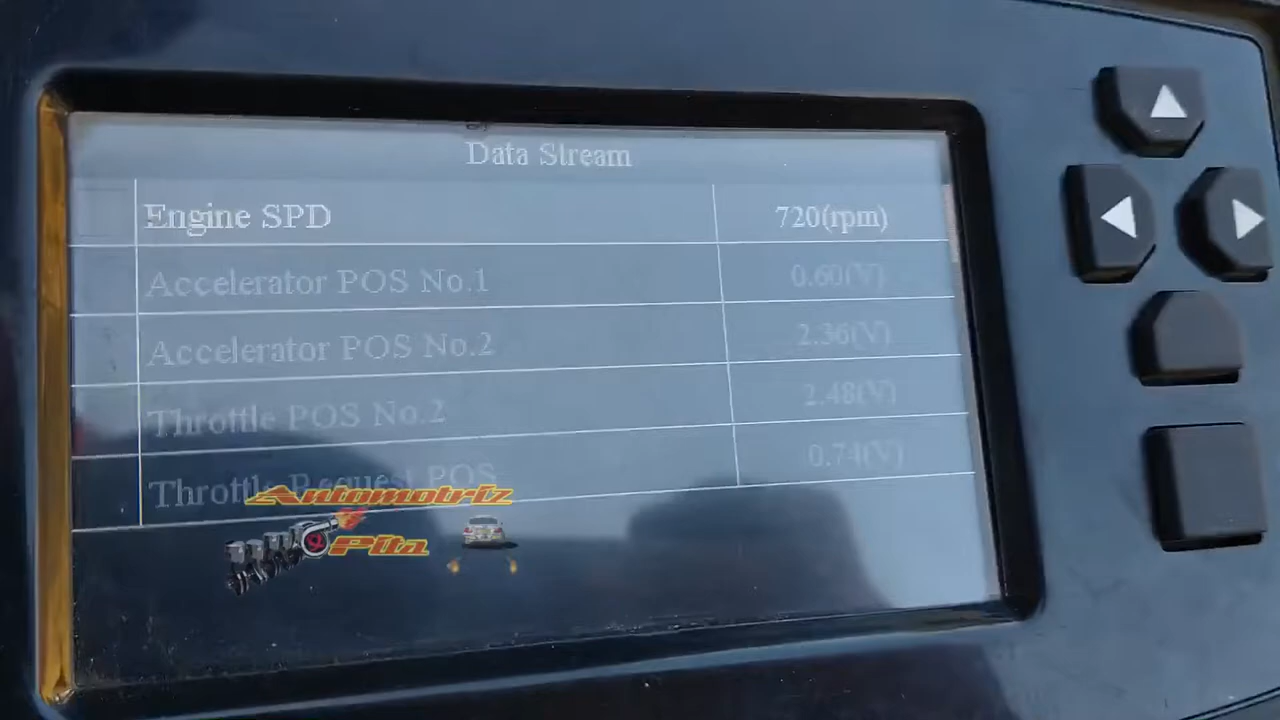 Data Stream
Engine SPD 720(rpm)
Accelerator POS No.1 0.60(V)
Accelerator POS No.2 2.36(V)
Throttle POS No.2 2.48(V)
Throttle Request POS 0.74(V)
Automotriz
Pita